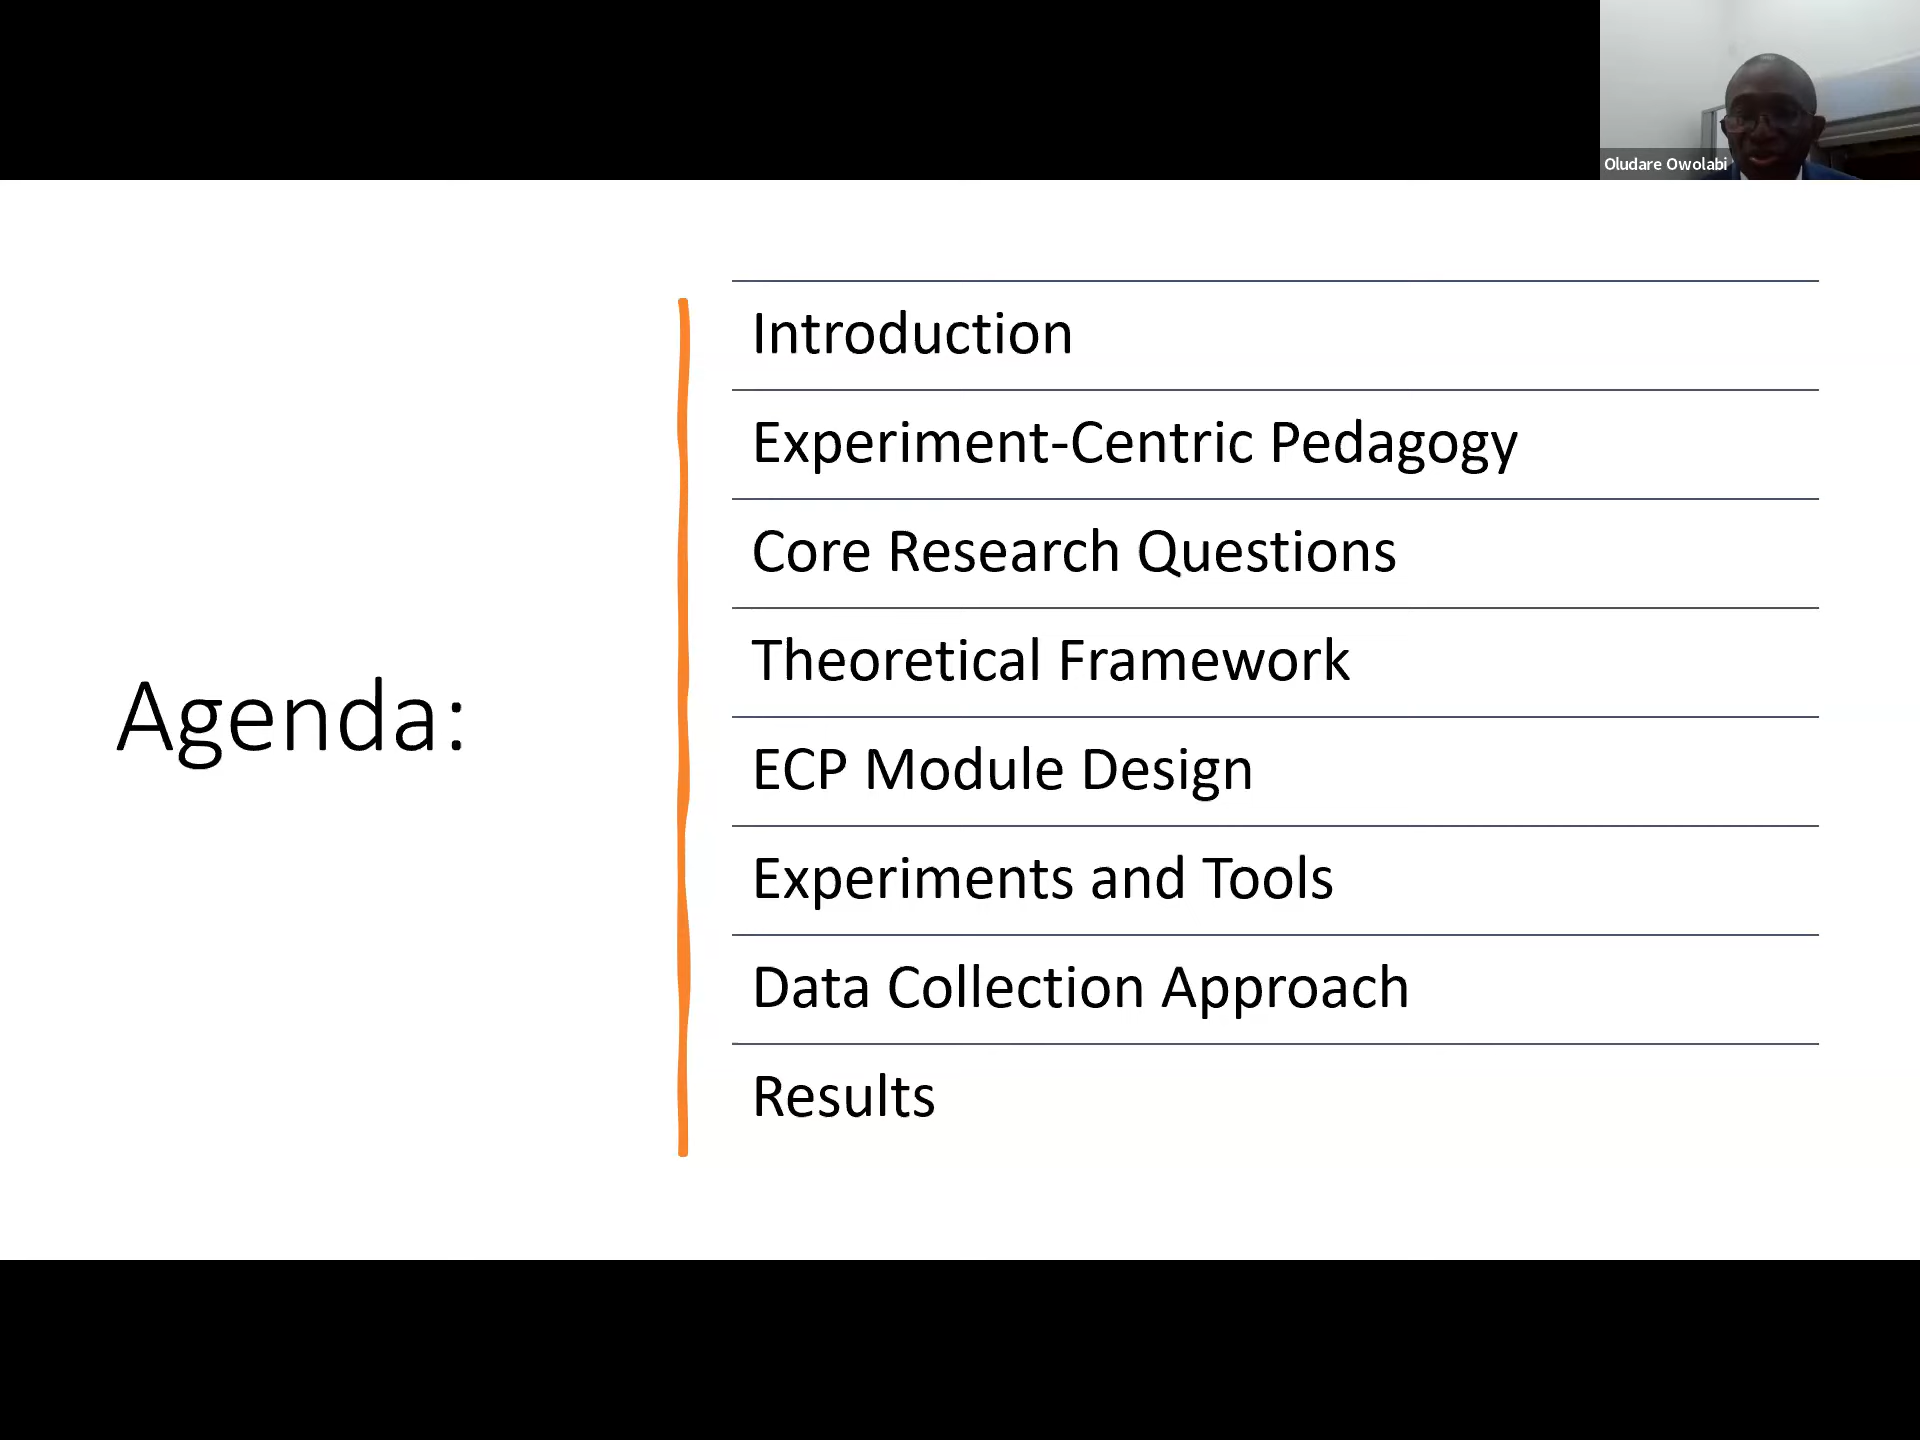 Oludare Owolabi
Agenda:
Introduction
Experiment-Centric Pedagogy
Core Research Questions
Theoretical Framework
ECP Module Design
Experiments and Tools
Data Collection Approach
Results